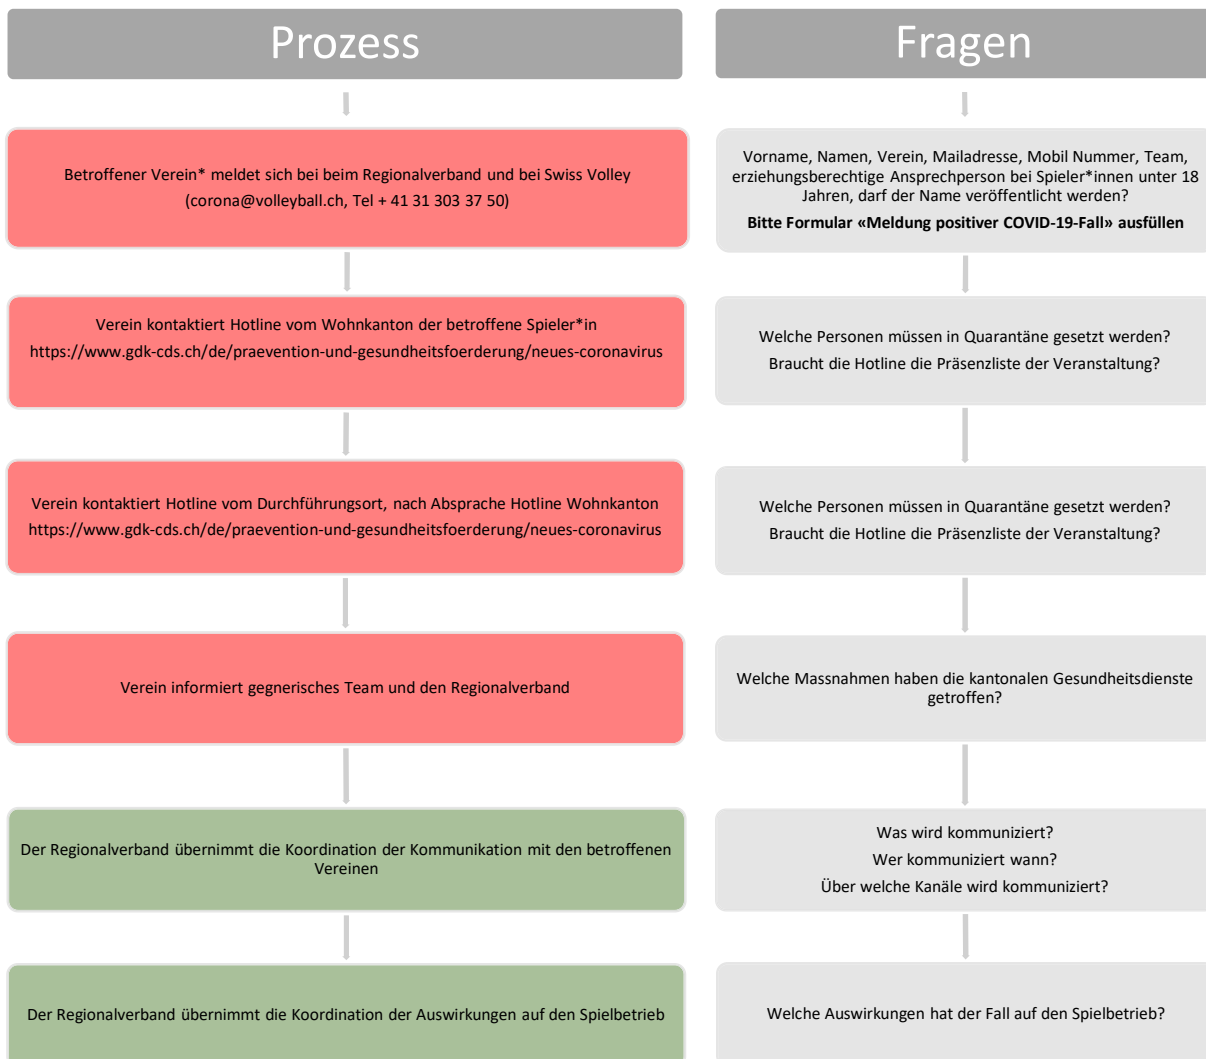 Prozess
Betroffener Verein* meldet sich bei beim Regionalverband und bei Swiss Volley
(corona@volleyball.ch, Tel + 41 31 303 37 50)
Verein kontaktiert Hotline vom Wohnkanton der betroffene Spieler*in
https://www.gdk-cds.ch/de/praevention-und-gesundheitsfoerderung/neues-coronavirus
Verein kontaktiert Hotline vom Durchführungsort, nach Absprache Hotline Wohnkanton
https://www.gdk-cds.ch/de/praevention-und-gesundheitsfoerderung/neues-coronavirus
Verein informiert gegnerisches Team und den Regionalverband
Der Regionalverband übernimmt die Koordination der Kommunikation mit den betroffenen
Vereinen
Der Regionalverband übernimmt die Koordination der Auswirkungen auf den Spielbetrieb
Fragen
Vorname, Namen, Verein, Mailadresse, Mobil Nummer, Team,
erziehungsberechtige Ansprechperson bei Spieler*innen unter 18
Jahren, darf der Name veröffentlicht werden?
Bitte Formular «Meldung positiver COVID-19-Fall» ausfüllen
Welche Personen müssen in Quarantäne gesetzt werden?
Braucht die Hotline die Präsenzliste der Veranstaltung?
Welche Personen müssen in Quarantäne gesetzt werden?
Braucht die Hotline die Präsenzliste der Veranstaltung?
Welche Massnahmen haben die kantonalen Gesundheitsdienste
getroffen?
Was wird kommuniziert?
Wer kommuniziert wann?
Über welche Kanäle wird kommuniziert?
Welche Auswirkungen hat der Fall auf den Spielbetrieb?